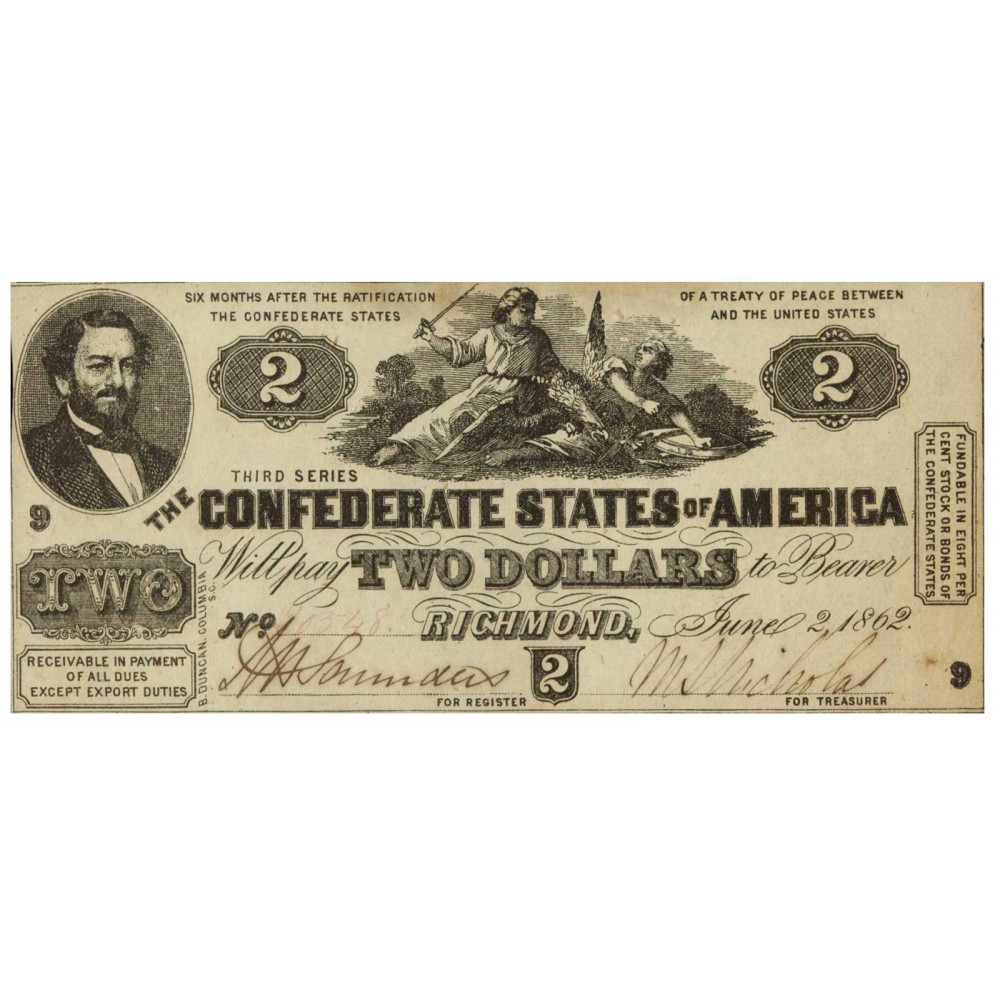 SIX MONTHS AFTER THE RATIFICATION OF A TREATY OF PEACE BETWEEN
THE CONFEDERATE STATES AND THE UNITED STATES
2
2
THIRD SERIES
THE CONFEDERATE STATES OF AMERICA
9
Will pay TWO DOLLARS to Bearer
TWO
No. RICHMOND, June 2, 1862.
B. DUNCAN, COLUMBIA
S.C.
RECEIVABLE IN PAYMENT
OF ALL DUES
EXCEPT EXPORT DUTIES
Saunders
FOR REGISTER
2
FOR TREASURER
9
FUNDABLE IN EIGHT PER
CENT STOCK OR BONDS OF
THE CONFEDERATE STATES